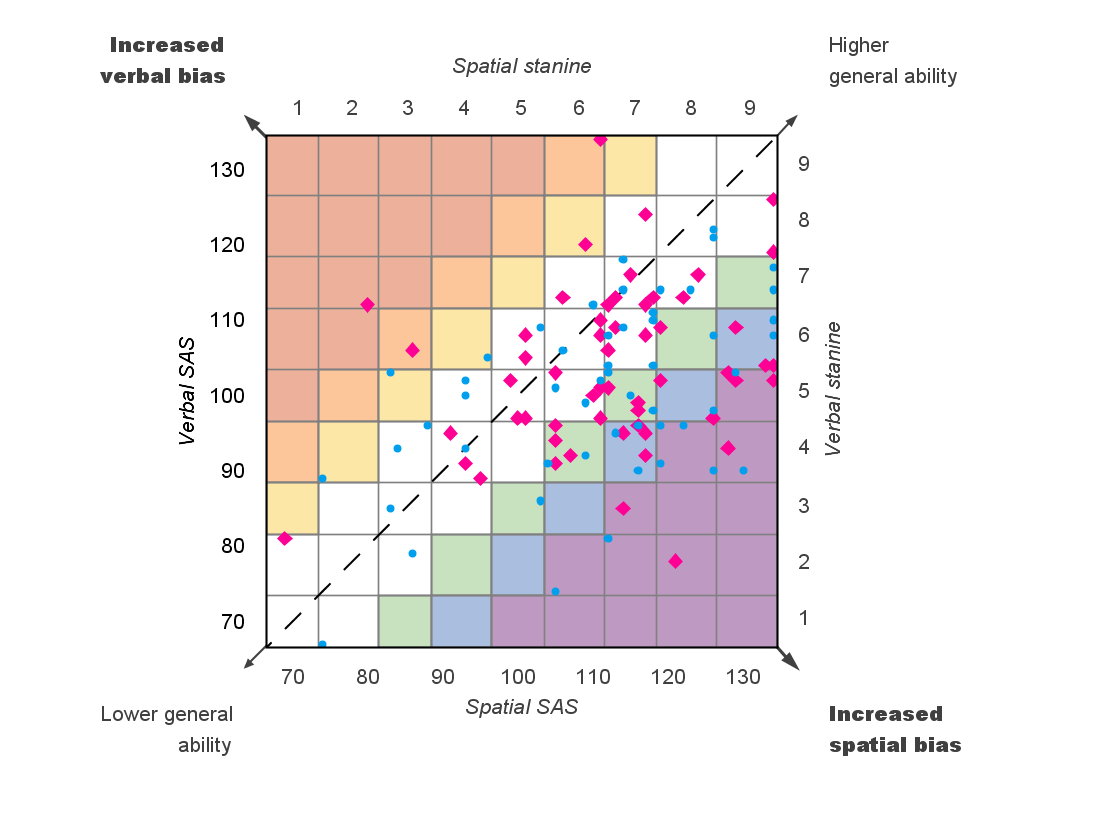 Increased
verbal bias
Spatial stanine
Higher
general ability
1 2 3 4 5 6 7 8 9
130
120
110
100
90
80
70
Verbal SAS
9
8
7
6
5
4
3
2
1
Verbal stanine
70 80 90 100 110 120 130
Spatial SAS
Lower general
ability
Increased
spatial bias